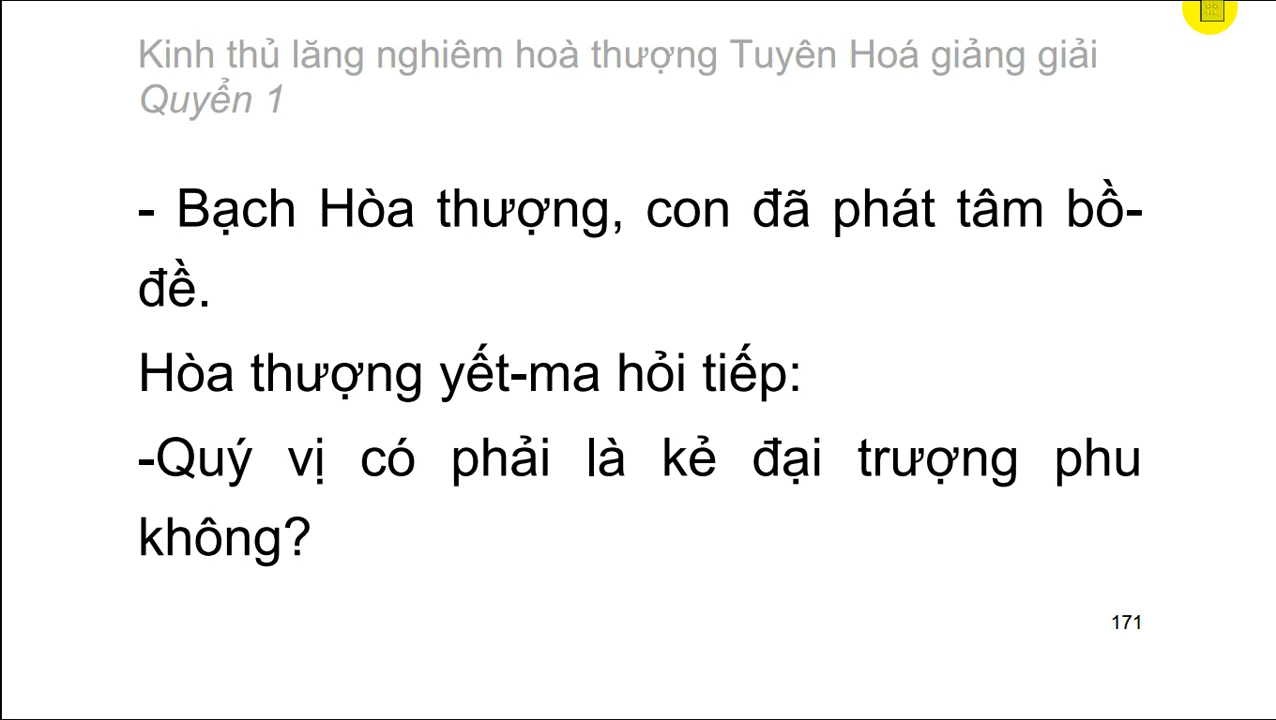 Kinh thủ lăng nghiêm hoà thượng Tuyên Hoá giảng giải
Quyển 1
- Bạch Hòa thượng, con đã phát tâm bồ-
đề.
Hòa thượng yết-ma hỏi tiếp:
-Quý vị có phải là kẻ đại trượng phu
không?
171